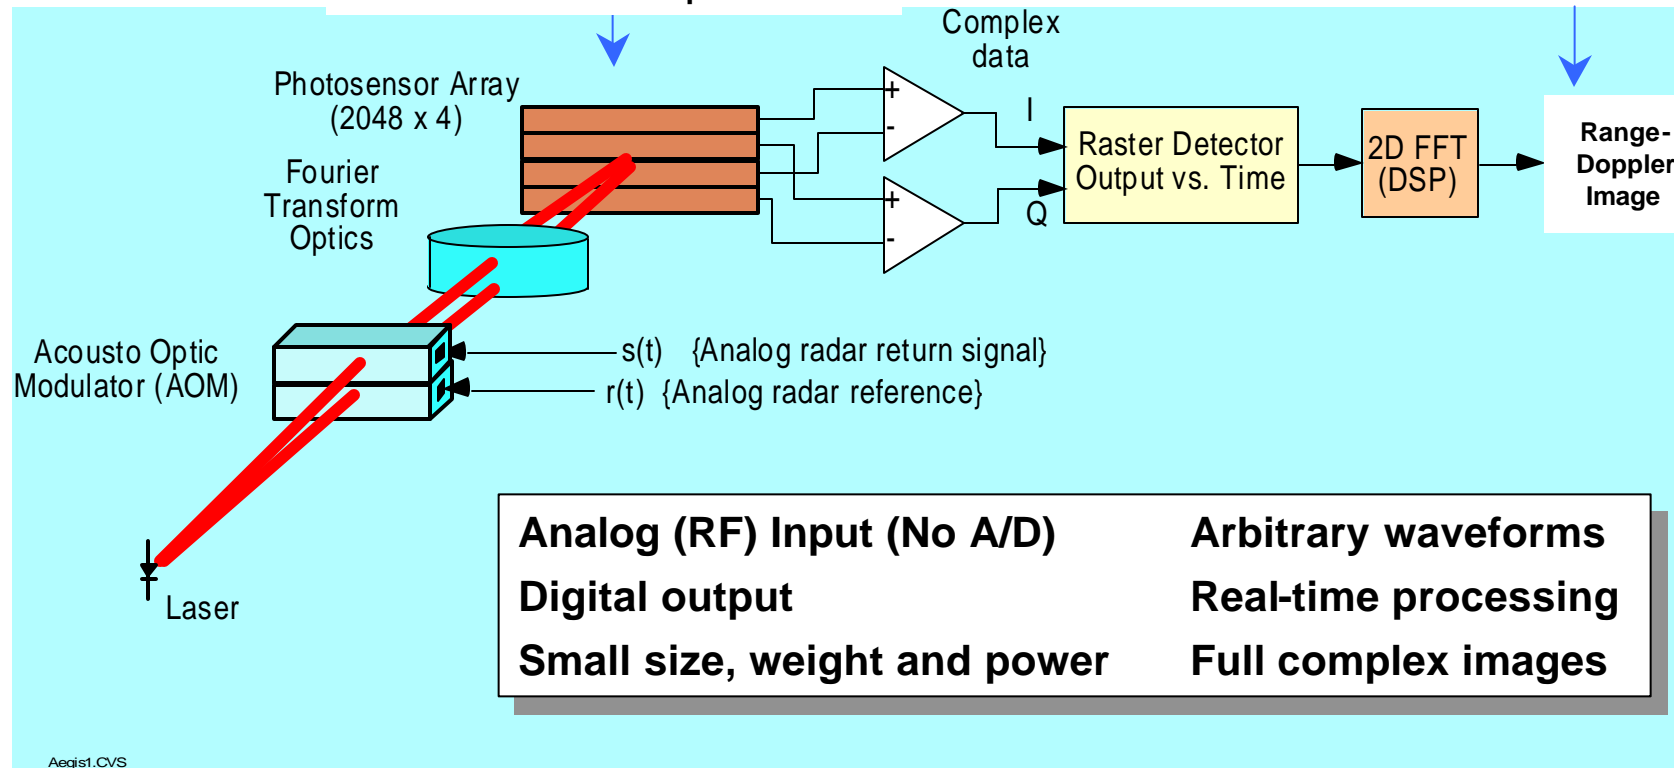 Complex
data
Photosensor Array
(2048 x 4)
+
-
I
Raster Detector
Output vs. Time
2D FFT
(DSP)
Range-
Doppler
Image
Fourier
Transform
Optics
+
-
Q
Acousto Optic
Modulator (AOM)
s(t) {Analog radar return signal}
r(t) {Analog radar reference}
Laser
Analog (RF) Input (No A/D)
Digital output
Small size, weight and power
Arbitrary waveforms
Real-time processing
Full complex images
Aegis1.CVS